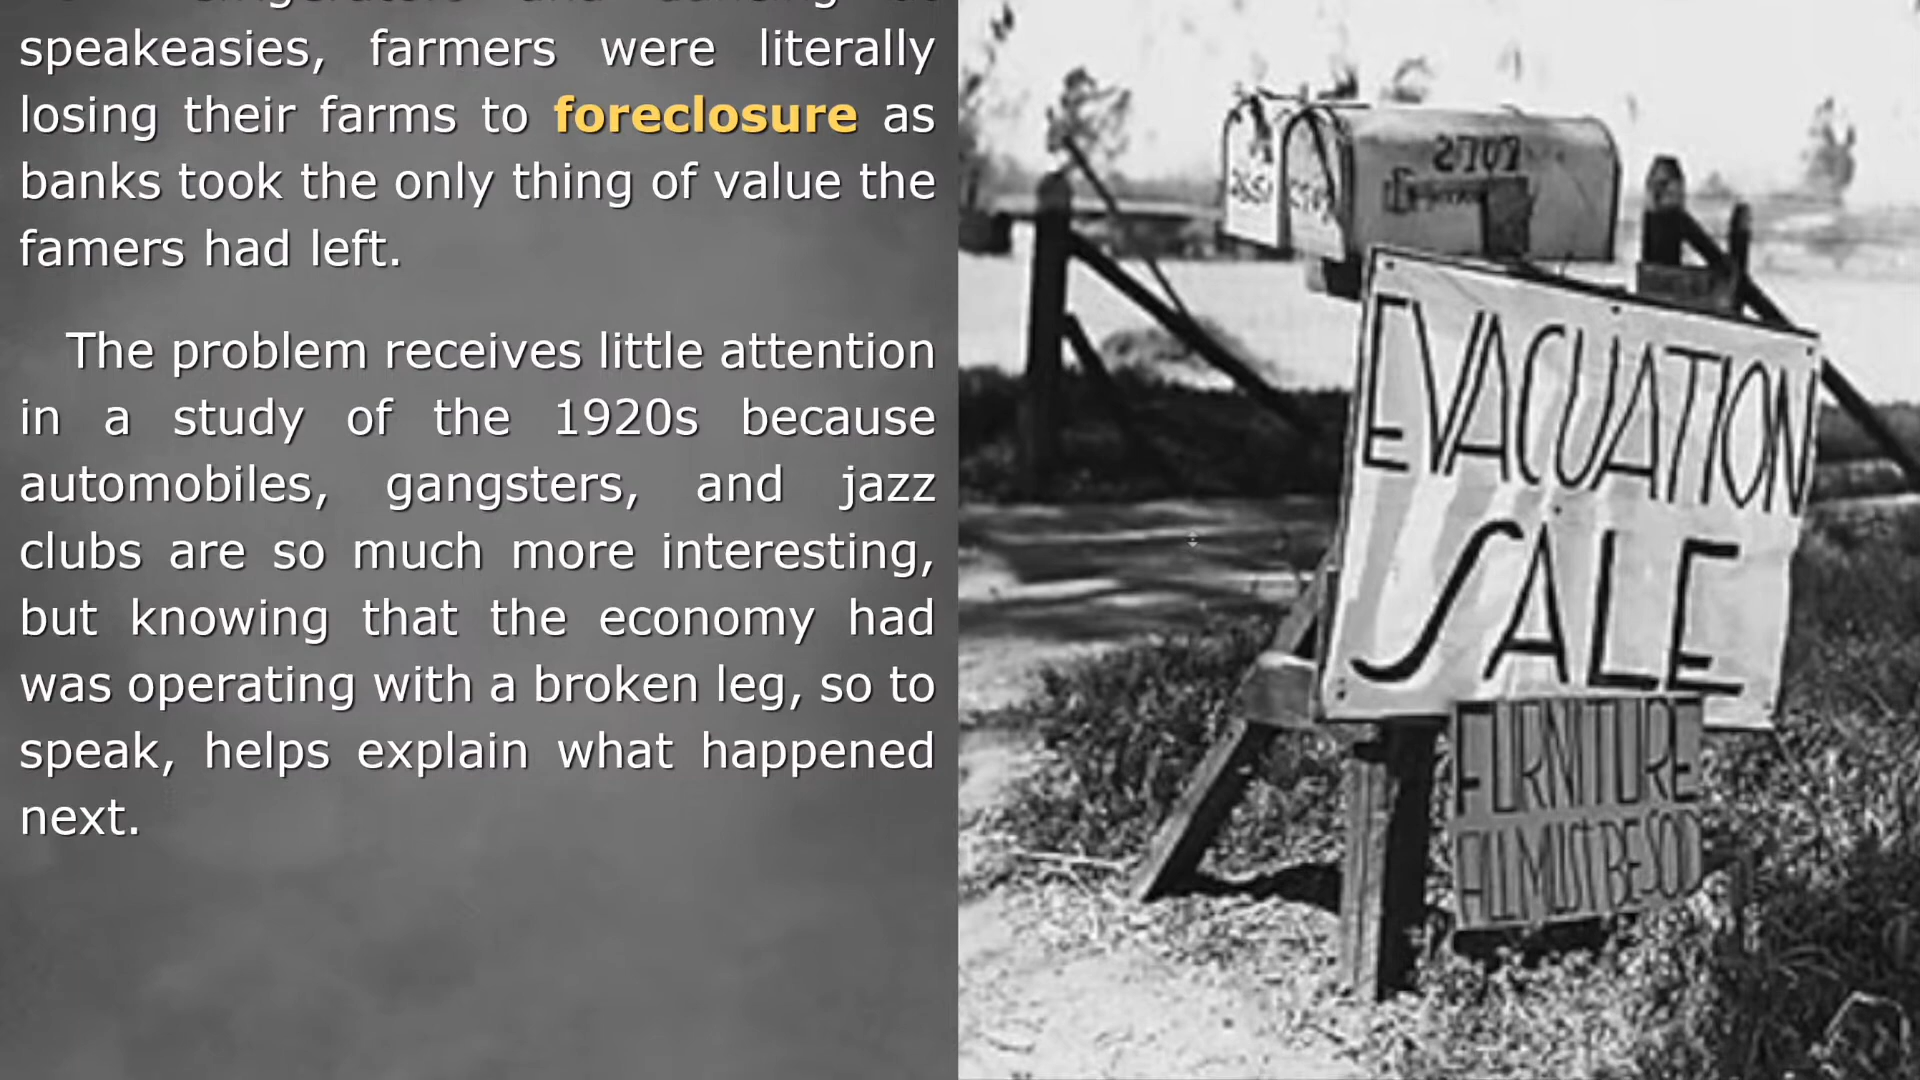 speakeasies, farmers were literally
losing their farms to foreclosure as
banks took the only thing of value the
famers had left.
The problem receives little attention
in a study of the 1920s because
automobiles, gangsters, and jazz
clubs are so much more interesting,
but knowing that the economy had
was operating with a broken leg, so to
speak, helps explain what happened
next.
EVACUATION
SALE
FURNITURE
ALL MUST BE SOLD